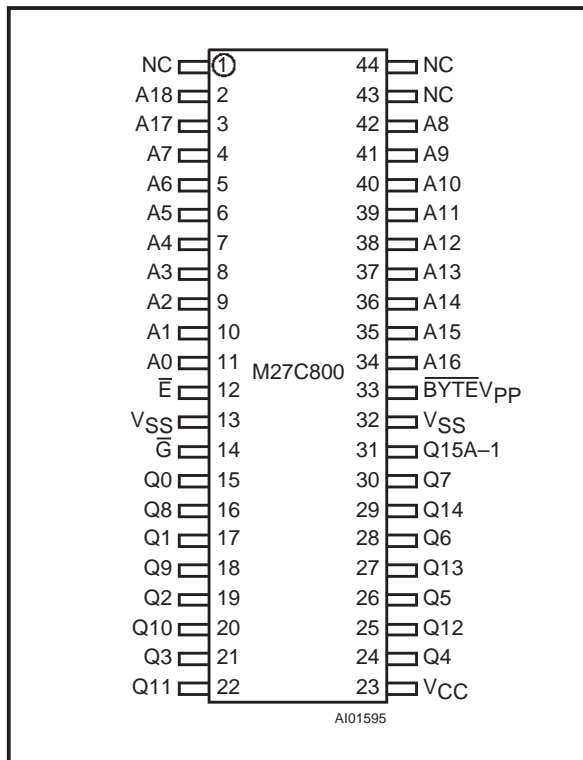 NC 1 44 NC
A18 2 43 NC
A17 3 42 A8
A7 4 41 A9
A6 5 40 A10
A5 6 39 A11
A4 7 38 A12
A3 8 37 A13
A2 9 36 A14
A1 10 35 A15
A0 11 34 A16
M27C800
E̅ 12 33 B̅Y̅T̅E̅VPP
VSS 13 32 VSS
G̅ 14 31 Q15A–1
Q0 15 30 Q7
Q8 16 29 Q14
Q1 17 28 Q6
Q9 18 27 Q13
Q2 19 26 Q5
Q10 20 25 Q12
Q3 21 24 Q4
Q11 22 23 VCC
AI01595